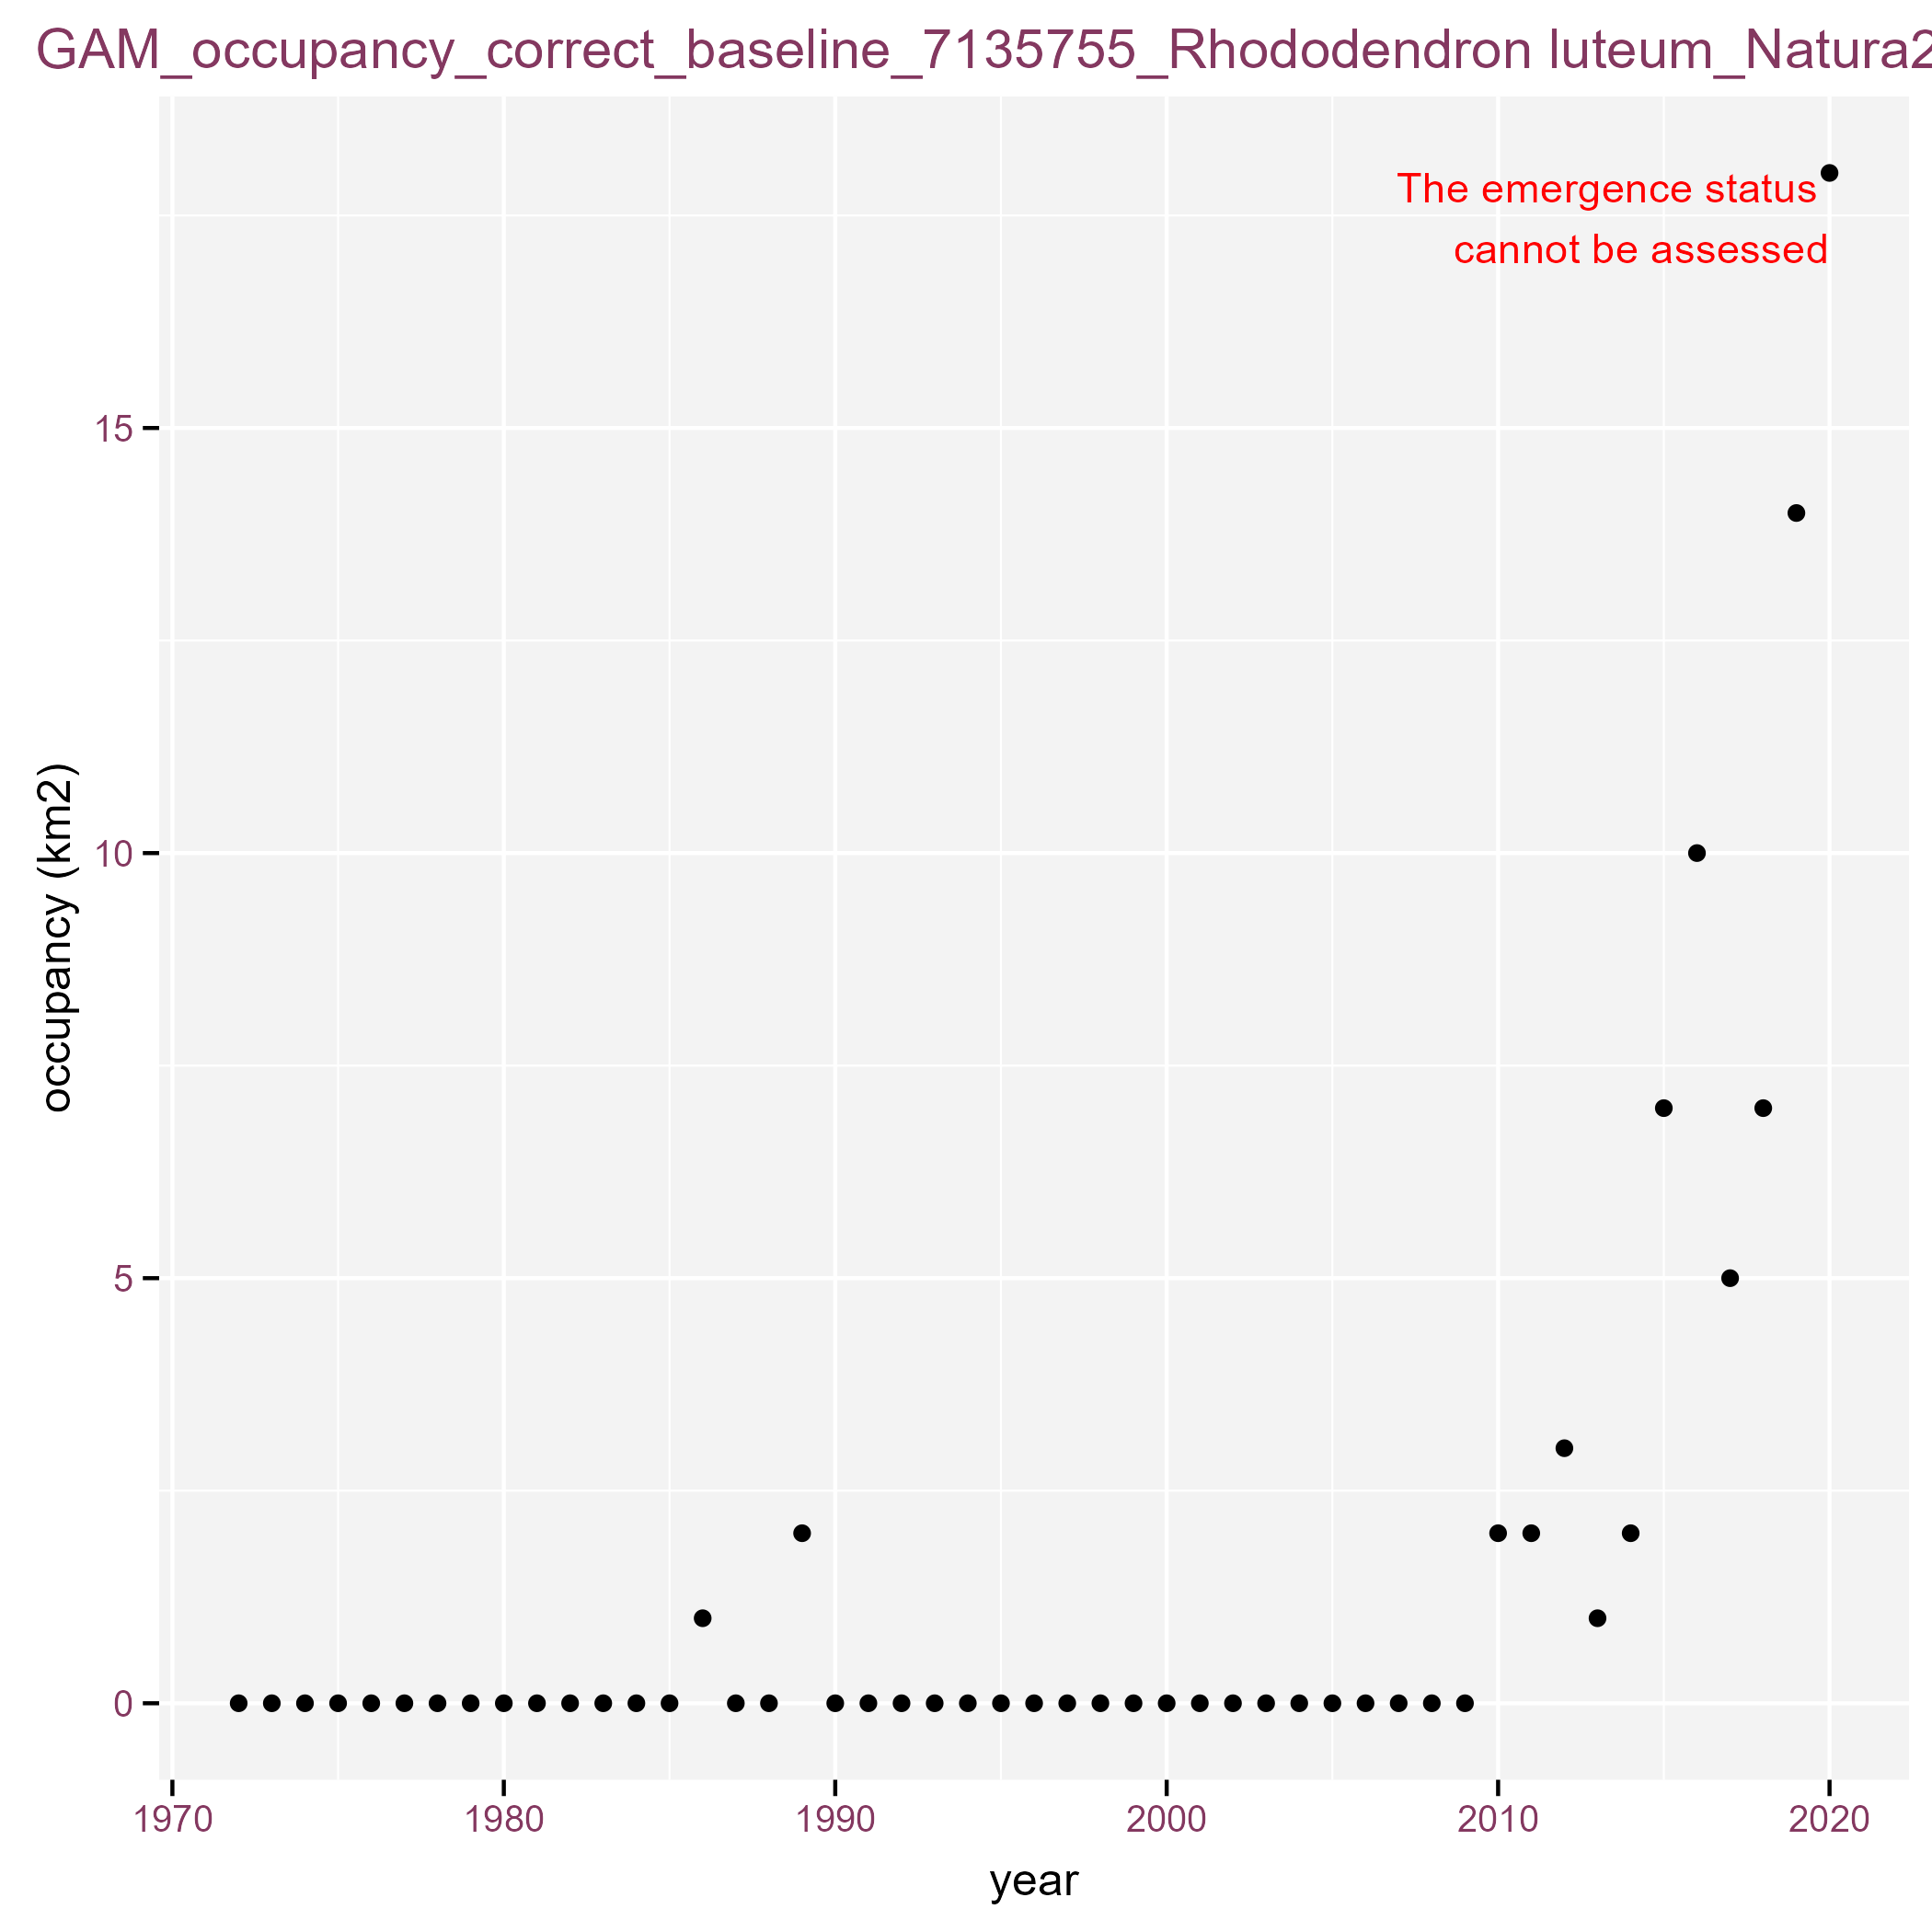 GAM_occupancy_correct_baseline_7135755_Rhododendron luteum_Natura2
The emergence status
cannot be assessed
15
10
5
0
occupancy (km2)
1970 1980 1990 2000 2010 2020
year